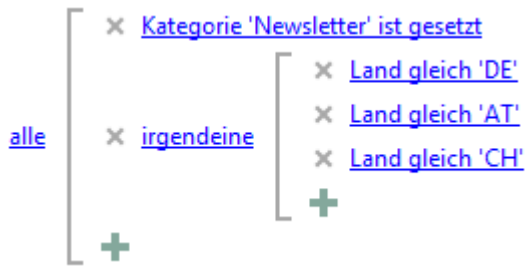 Kategorie 'Newsletter' ist gesetzt
alle
irgendeine
Land gleich 'DE'
Land gleich 'AT'
Land gleich 'CH'